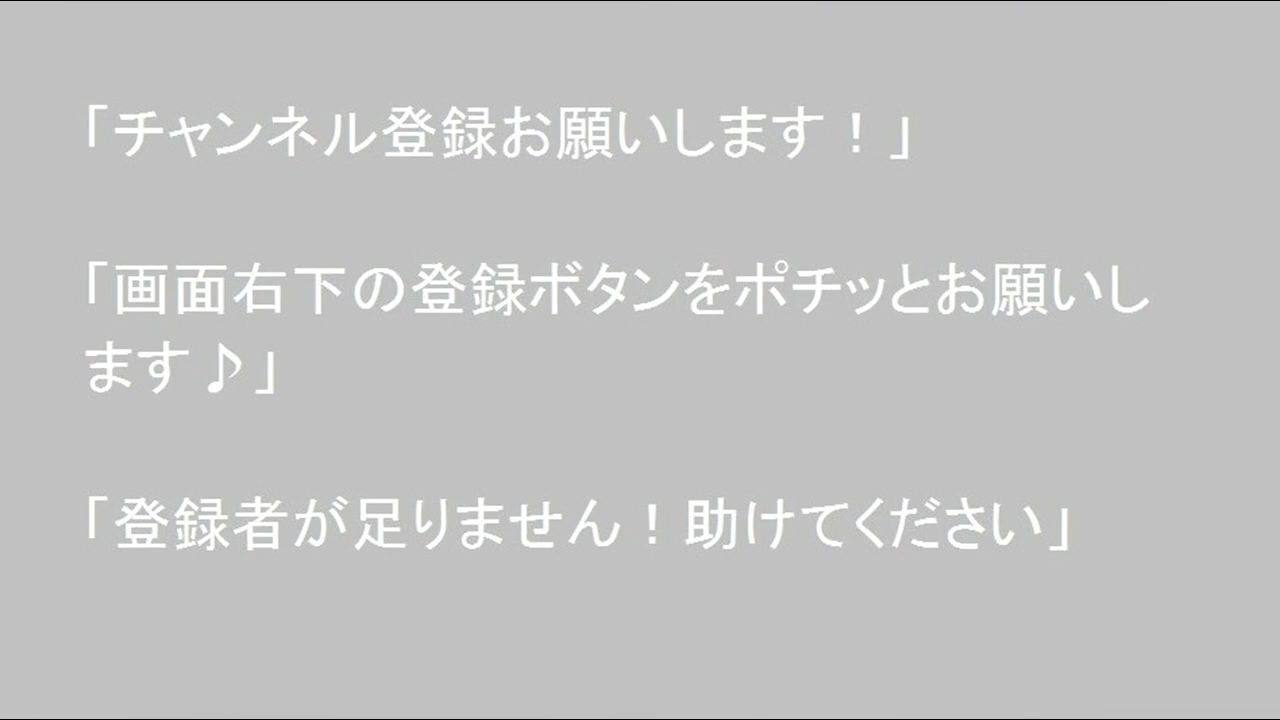 「チャンネル登録お願いします！」
「画面右下の登録ボタンをポチッとお願いし
ます♪」
「登録者が足りません！助けてください」